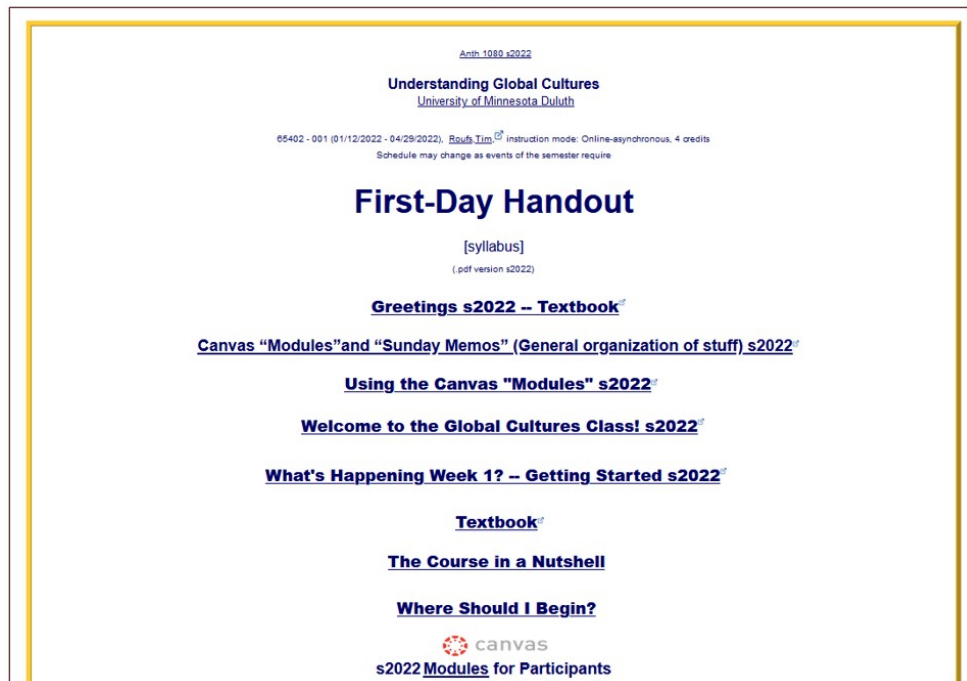 Anth 1080 s2022
Understanding Global Cultures
University of Minnesota Duluth
65402 - 001 (01/12/2022 - 04/29/2022), Roufs,Tim, instruction mode: Online-asynchronous, 4 credits
Schedule may change as events of the semester require
First-Day Handout
[syllabus]
(.pdf version s2022)
Greetings s2022 -- Textbook
Canvas “Modules”and “Sunday Memos” (General organization of stuff) s2022
Using the Canvas "Modules" s2022
Welcome to the Global Cultures Class! s2022
What's Happening Week 1? -- Getting Started s2022
Textbook
The Course in a Nutshell
Where Should I Begin?
canvas
s2022 Modules for Participants